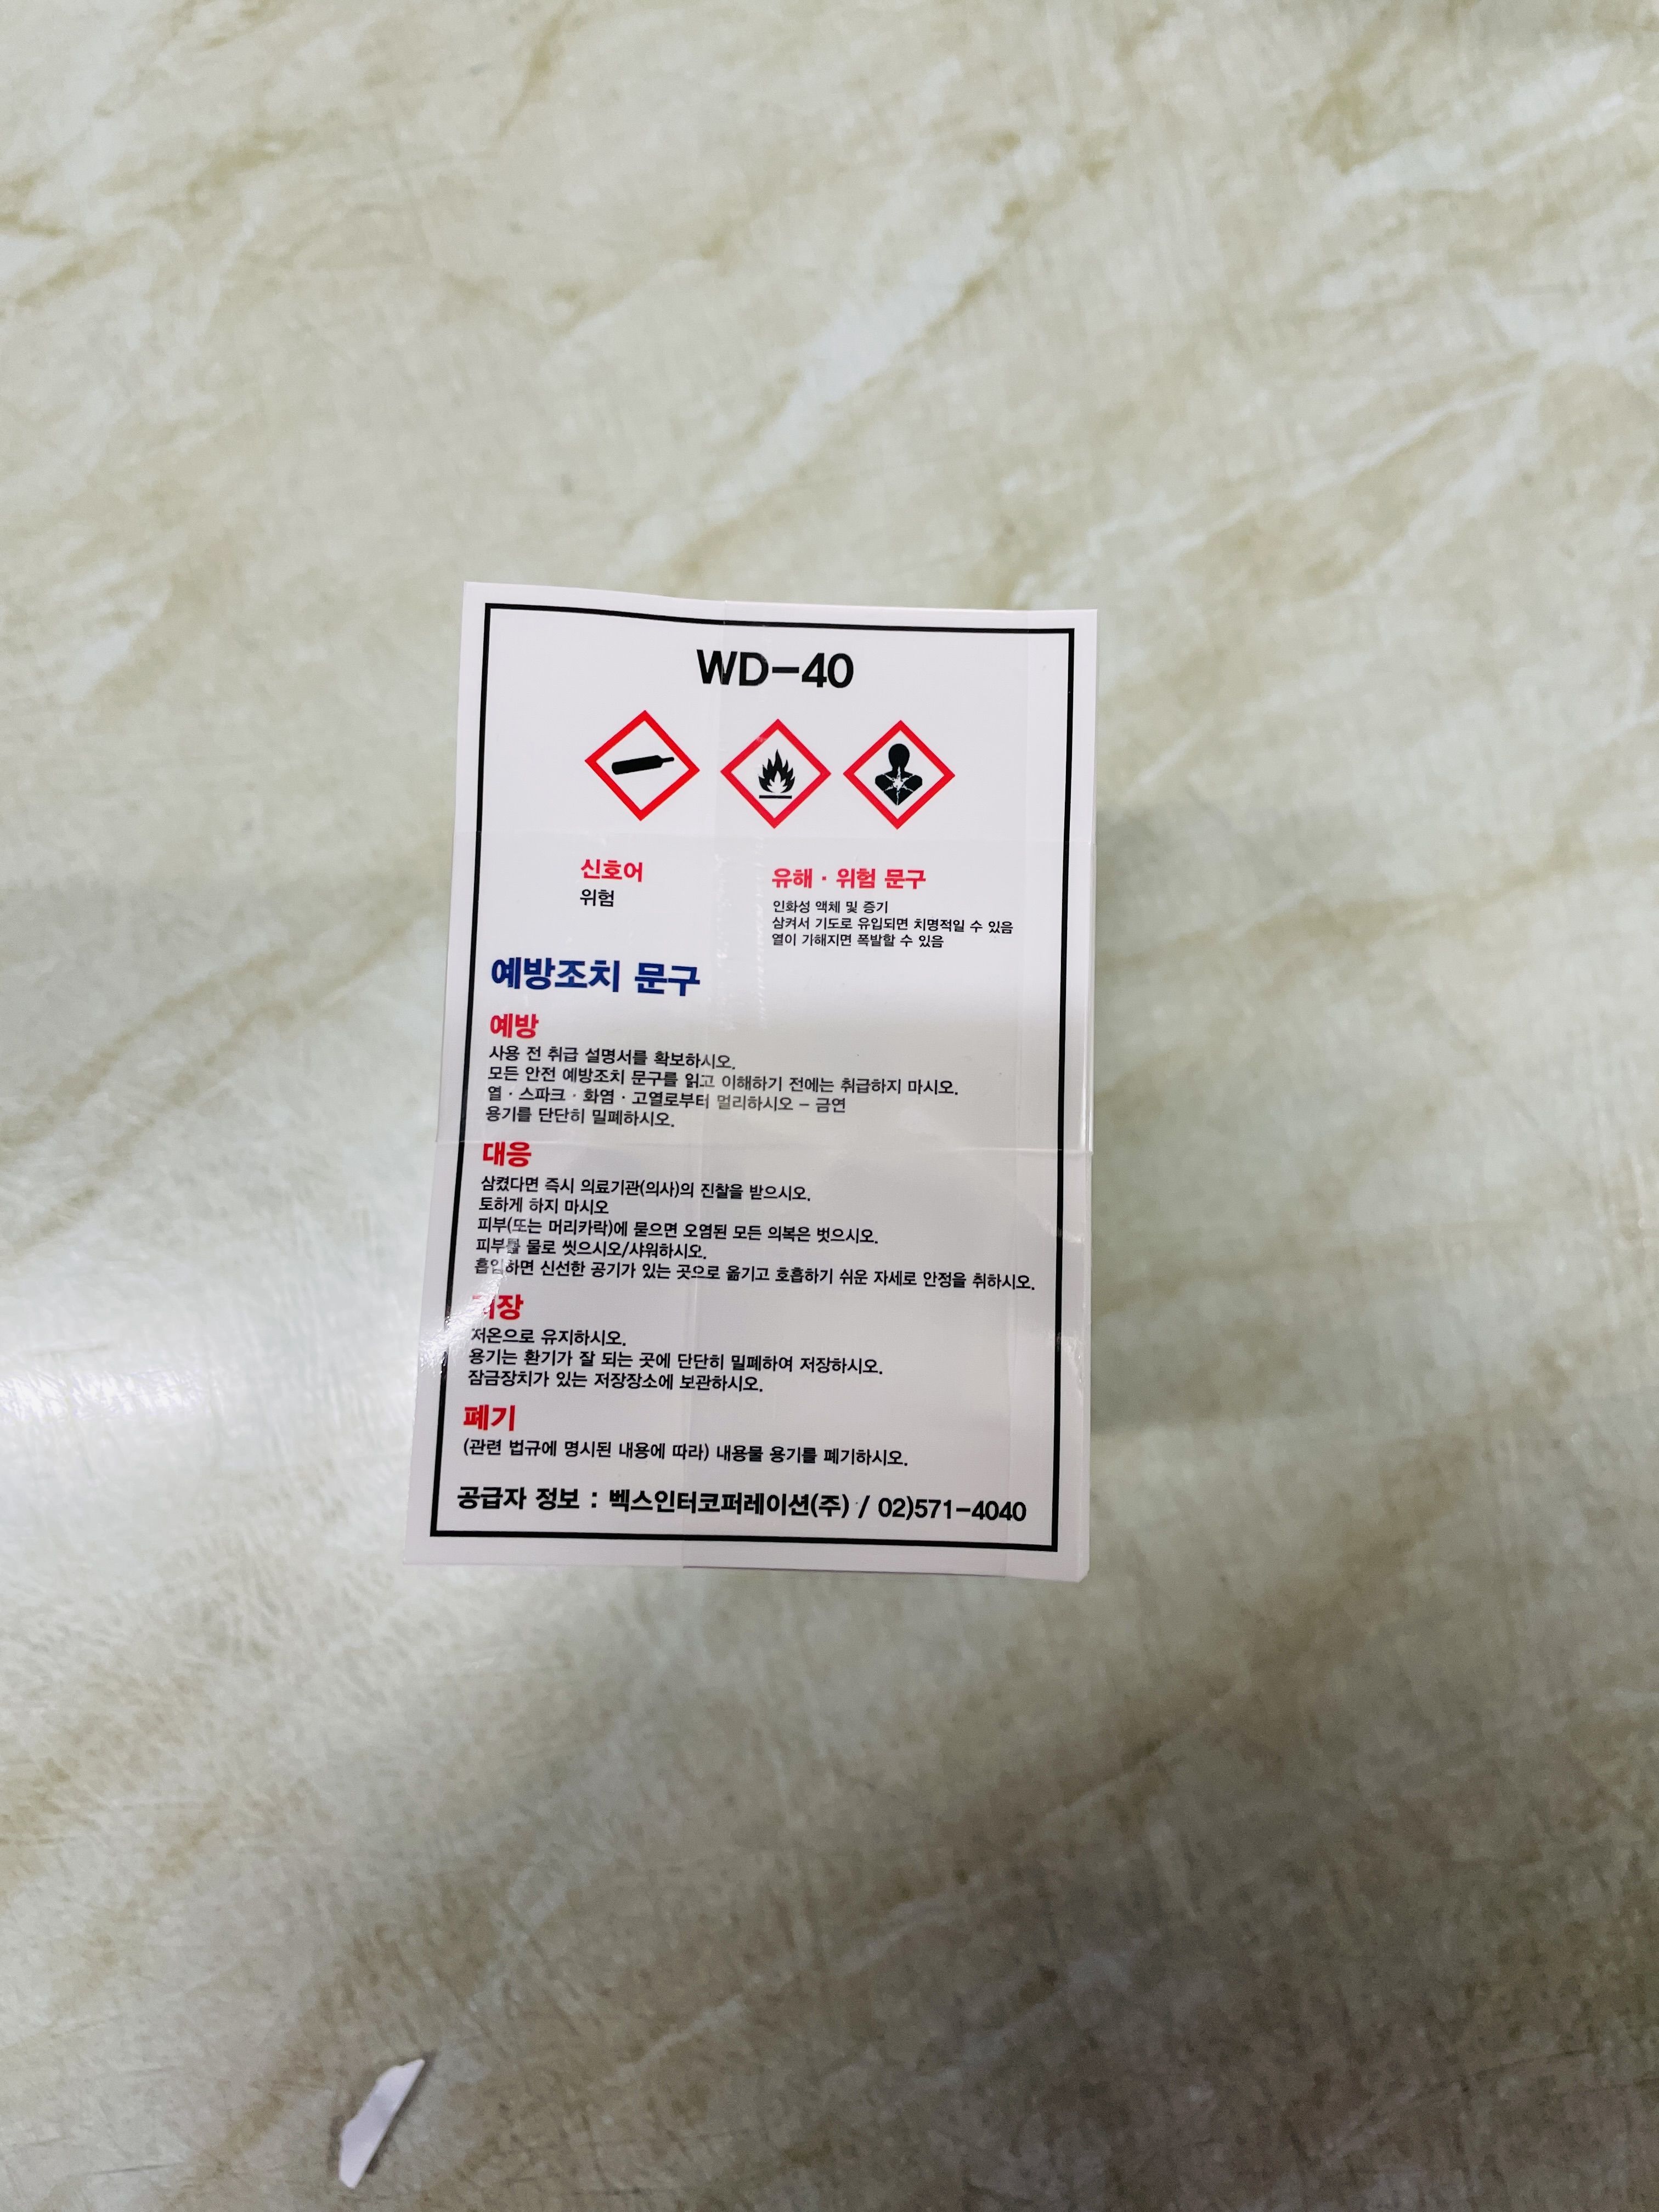 WD-40
신호어
위험
유해 · 위험 문구
인화성 액체 및 증기
삼켜서 기도로 유입되면 치명적일 수 있음
열이 가해지면 폭발할 수 있음
예방조치 문구
예방
사용 전 취급 설명서를 확보하시오.
모든 안전 예방조치 문구를 읽고 이해하기 전에는 취급하지 마시오.
열 · 스파크 · 화염 · 고열로부터 멀리하시오 - 금연
용기를 단단히 밀폐하시오.
대응
삼켰다면 즉시 의료기관(의사)의 진찰을 받으시오.
토하게 하지 마시오
피부(또는 머리카락)에 묻으면 오염된 모든 의복은 벗으시오.
피부를 물로 씻으시오/샤워하시오.
흡입하면 신선한 공기가 있는 곳으로 옮기고 호흡하기 쉬운 자세로 안정을 취하시오.
저장
저온으로 유지하시오.
용기는 환기가 잘 되는 곳에 단단히 밀폐하여 저장하시오.
잠금장치가 있는 저장장소에 보관하시오.
폐기
(관련 법규에 명시된 내용에 따라) 내용물 용기를 폐기하시오.
공급자 정보 : 벡스인터코퍼레이션(주) / 02)571-4040